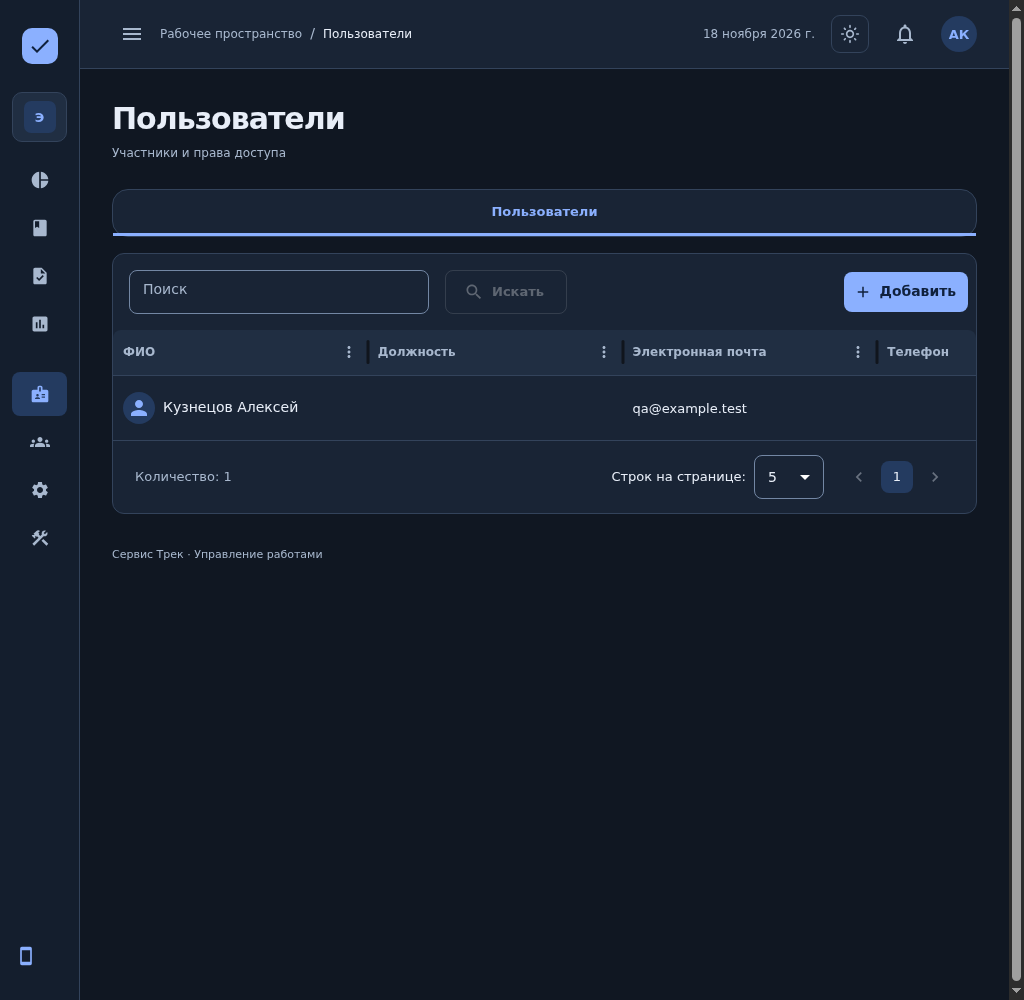 Рабочее пространство / Пользователи
18 ноября 2026 г.
АК
Э
Пользователи
Участники и права доступа
Пользователи
Поиск
Искать
+ Добавить
ФИО
Должность
Электронная почта
Телефон
Кузнецов Алексей
qa@example.test
Количество: 1
Строк на странице:
5
1
Сервис Трек · Управление работами